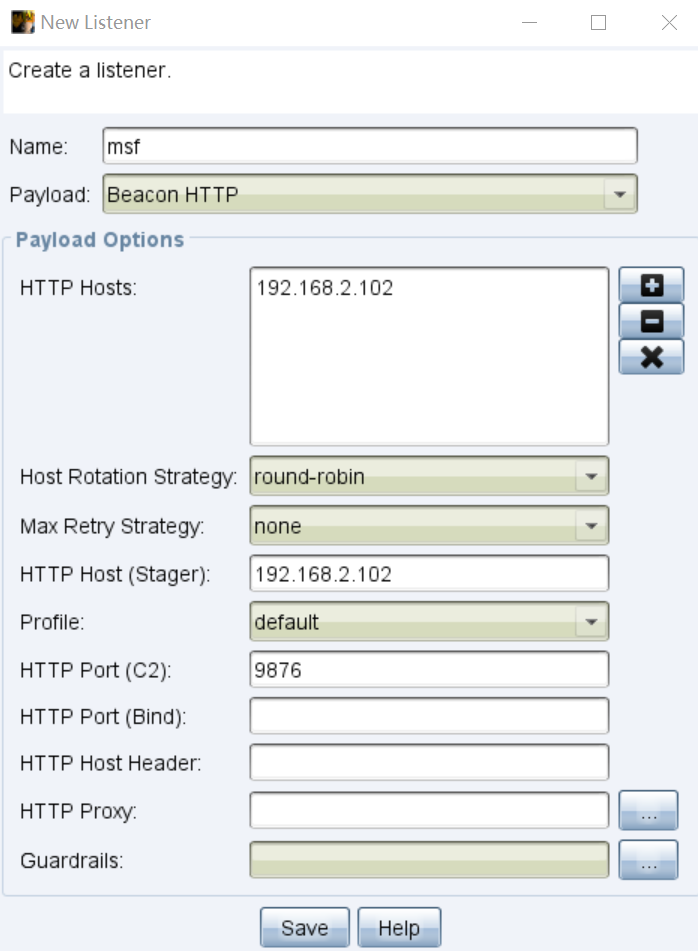 New Listener
Create a listener.
Name: msf
Payload: Beacon HTTP
Payload Options
HTTP Hosts: 192.168.2.102
Host Rotation Strategy: round-robin
Max Retry Strategy: none
HTTP Host (Stager): 192.168.2.102
Profile: default
HTTP Port (C2): 9876
HTTP Port (Bind):
HTTP Host Header:
HTTP Proxy: ...
Guardrails: ...
Save Help